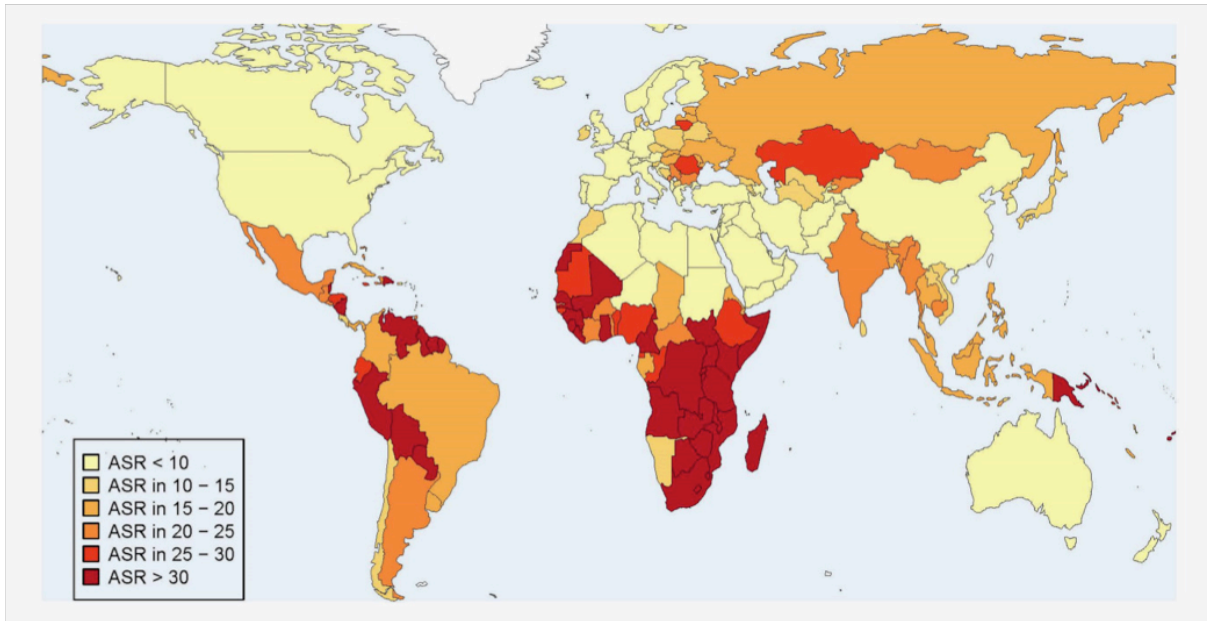 ASR < 10
ASR in 10 – 15
ASR in 15 – 20
ASR in 20 – 25
ASR in 25 – 30
ASR > 30